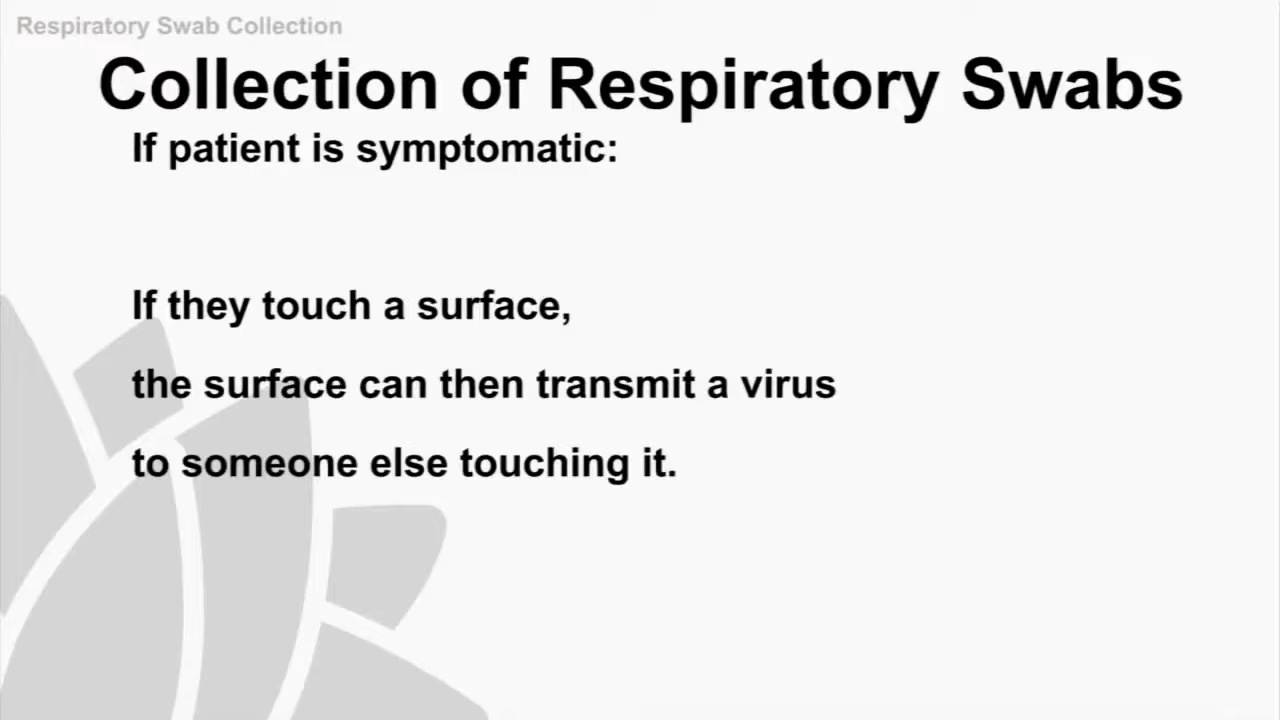 Respiratory Swab Collection
Collection of Respiratory Swabs
If patient is symptomatic:
If they touch a surface,
the surface can then transmit a virus
to someone else touching it.